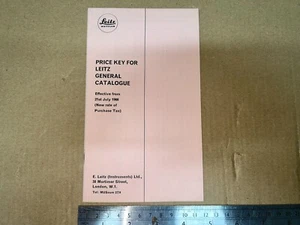 Leitz
PRICE KEY FOR
LEITZ
GENERAL
CATALOGUE
Effective from
21st July 1966
(New rate of
Purchase Tax)
E. Leitz (Instruments) Ltd.,
30 Mortimer Street,
London, W.1.